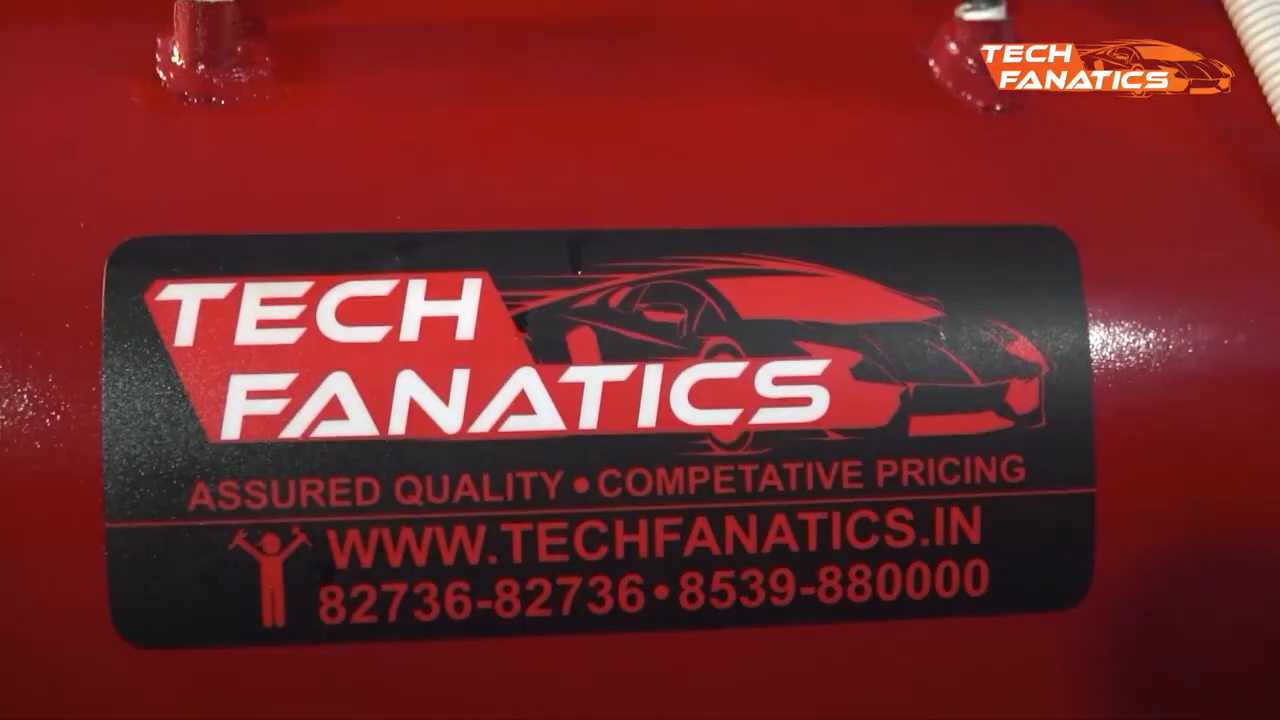 TECH
FANATICS
TECH
FANATICS
ASSURED QUALITY • COMPETATIVE PRICING
WWW.TECHFANATICS.IN
82736-82736 • 8539-880000